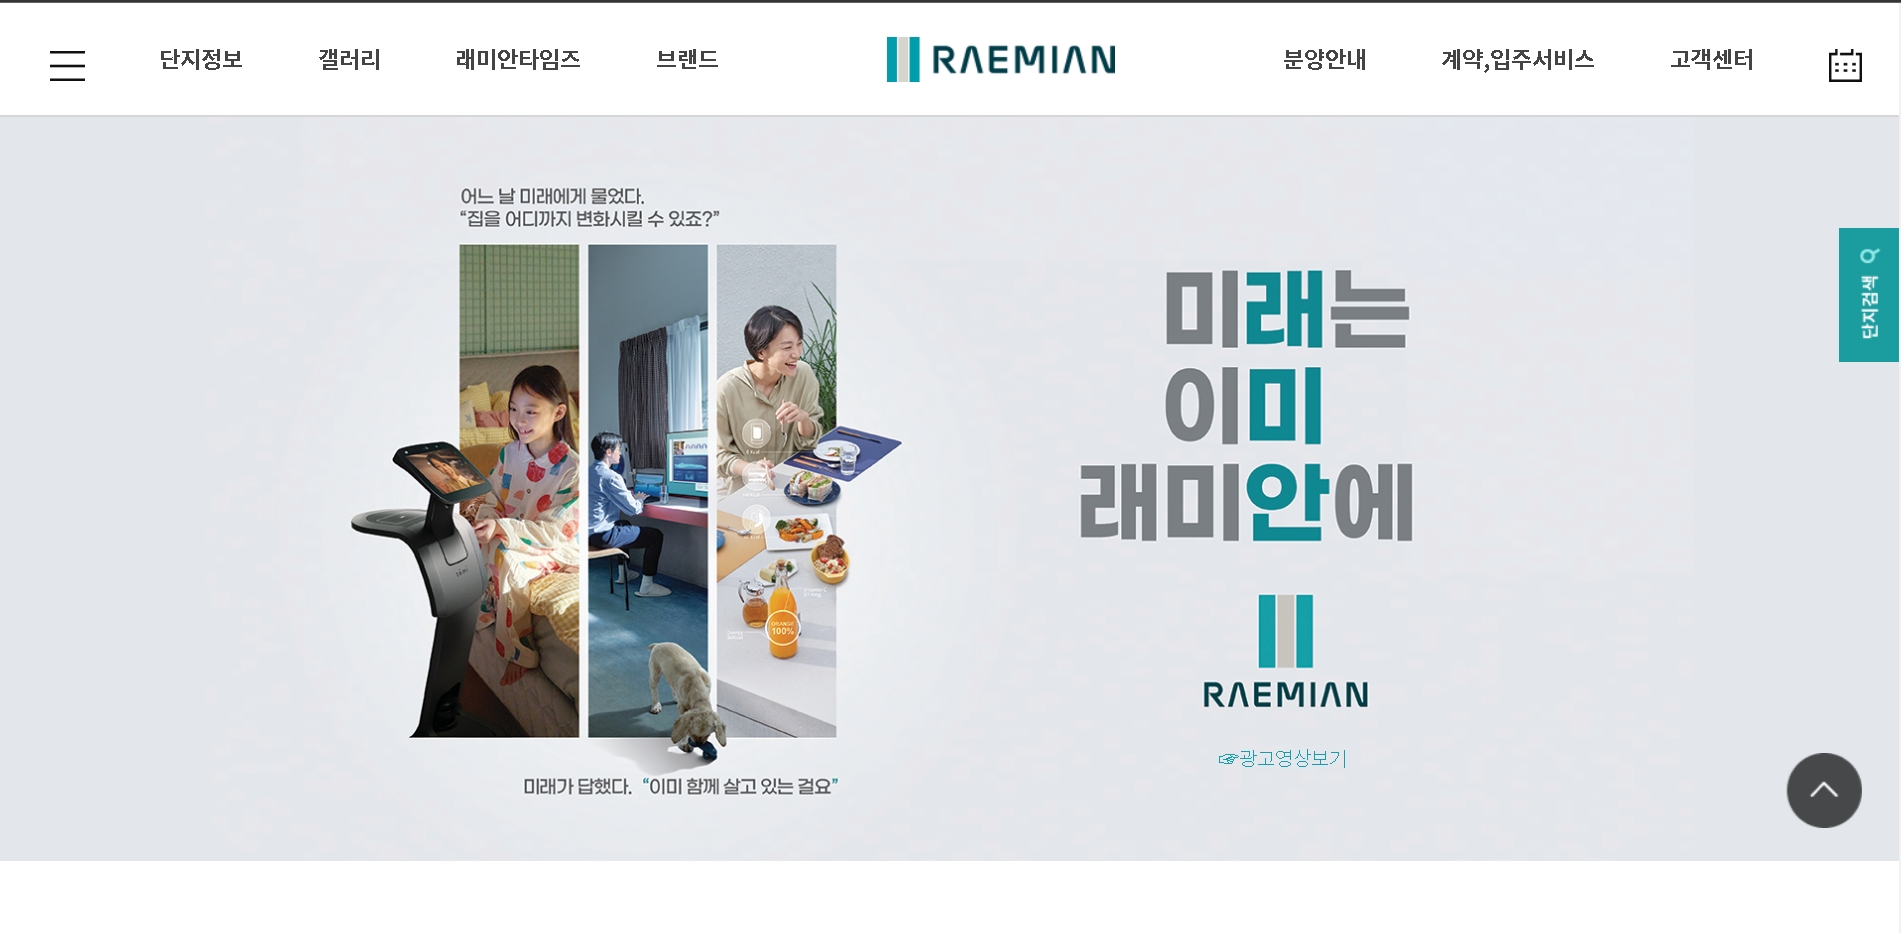 단지정보 갤러리 래미안타임즈 브랜드 RAEMIAN 분양안내 계약,입주서비스 고객센터
어느 날 미래에게 물었다.
“집을 어디까지 변화시킬 수 있죠?”
ORANGE
100%
미래가 답했다. “이미 함께 살고 있는 걸요”
미래는
이미
래미안에
RAEMIAN
☞광고영상보기
단지검색